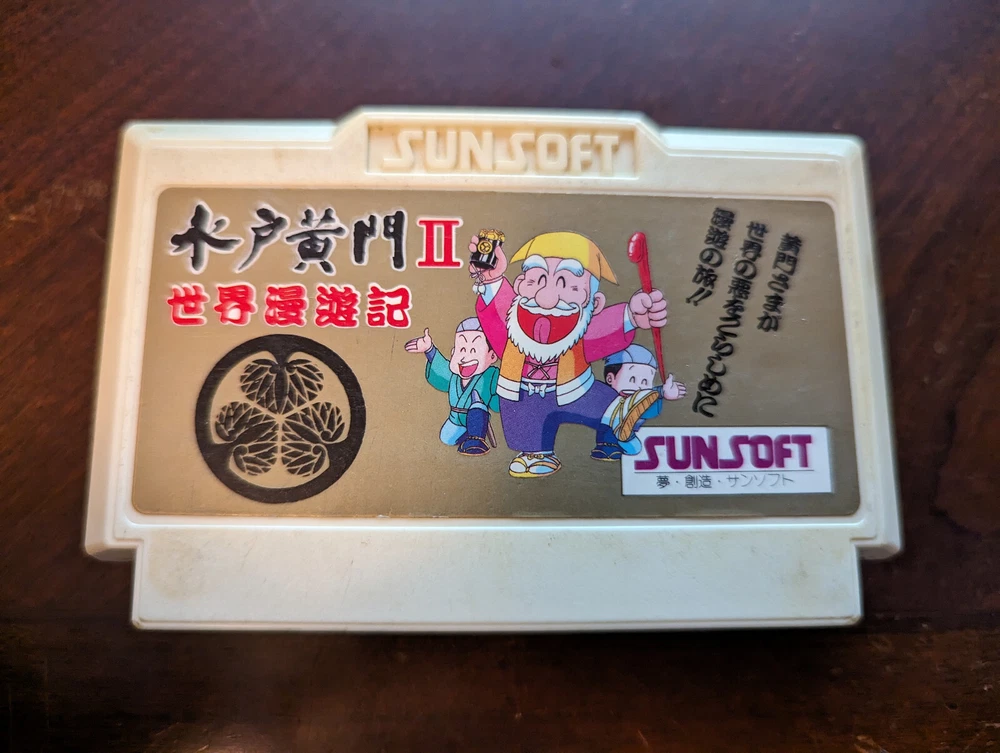 SUNSOFT
水戸黄門II
世界漫遊記
黄門さまが
世界の悪をこらしめに
漫遊の旅!!
SUNSOFT
夢・創造・サンソフト